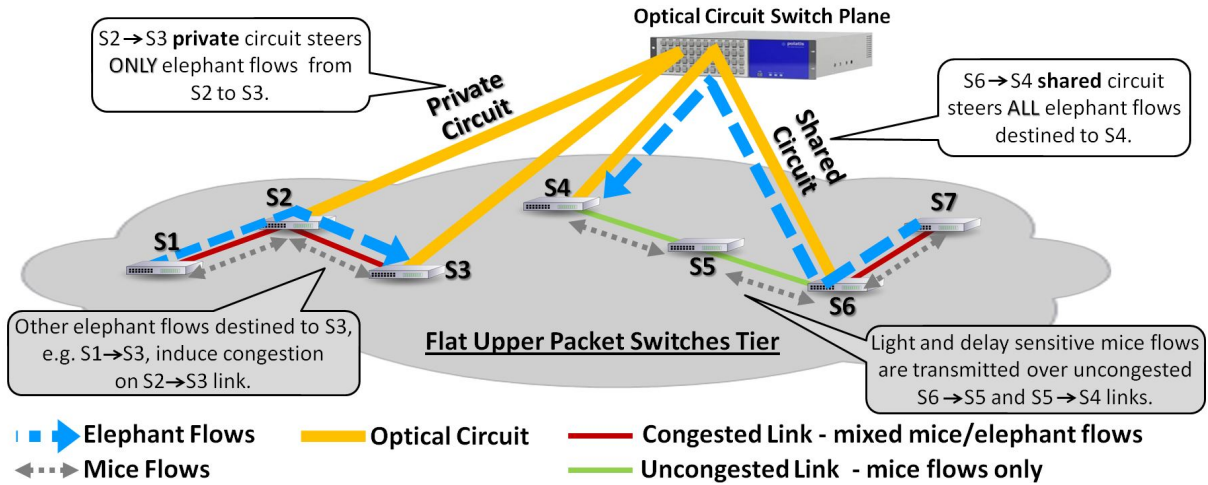 Optical Circuit Switch Plane
polatis
S2→S3 private circuit steers
ONLY elephant flows from
S2 to S3.
Private
Circuit
Shared
Circuit
S6→S4 shared circuit
steers ALL elephant flows
destined to S4.
S1
S2
S3
S4
S5
S6
S7
Other elephant flows destined to S3,
e.g. S1→S3, induce congestion
on S2→S3 link.
Flat Upper Packet Switches Tier
Light and delay sensitive mice flows
are transmitted over uncongested
S6→S5 and S5→S4 links.
Elephant Flows
Optical Circuit
Congested Link - mixed mice/elephant flows
Mice Flows
Uncongested Link - mice flows only